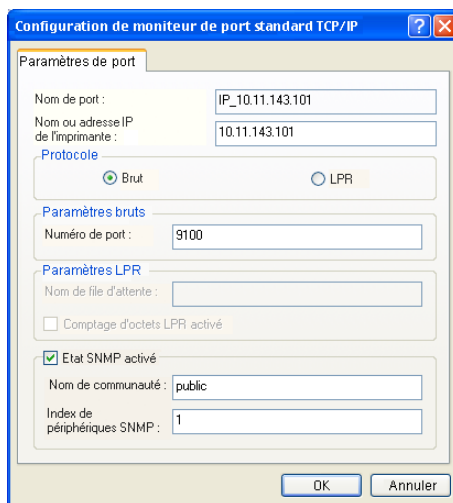 Configuration de moniteur de port standard TCP/IP
Paramètres de port
Nom de port :
IP_10.11.143.101
Nom ou adresse IP
de l'imprimante :
10.11.143.101
Protocole
Brut
LPR
Paramètres bruts
Numéro de port :
9100
Paramètres LPR
Nom de file d'attente :
Comptage d'octets LPR activé
Etat SNMP activé
Nom de communauté :
public
Index de
périphériques SNMP :
1
OK
Annuler